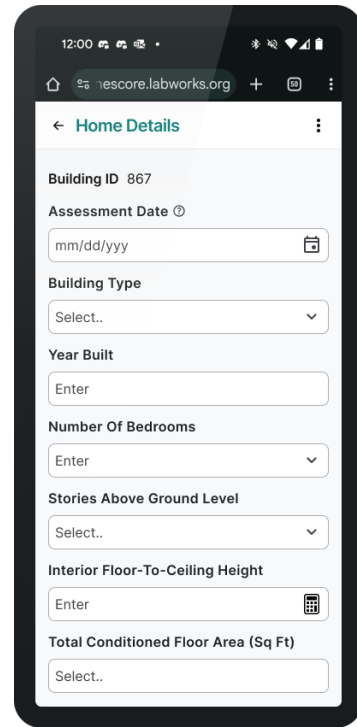 12:00
nescore.labworks.org
50
Home Details
Building ID 867
Assessment Date
mm/dd/yyy
Building Type
Select..
Year Built
Enter
Number Of Bedrooms
Enter
Stories Above Ground Level
Select..
Interior Floor-To-Ceiling Height
Enter
Total Conditioned Floor Area (Sq Ft)
Select..